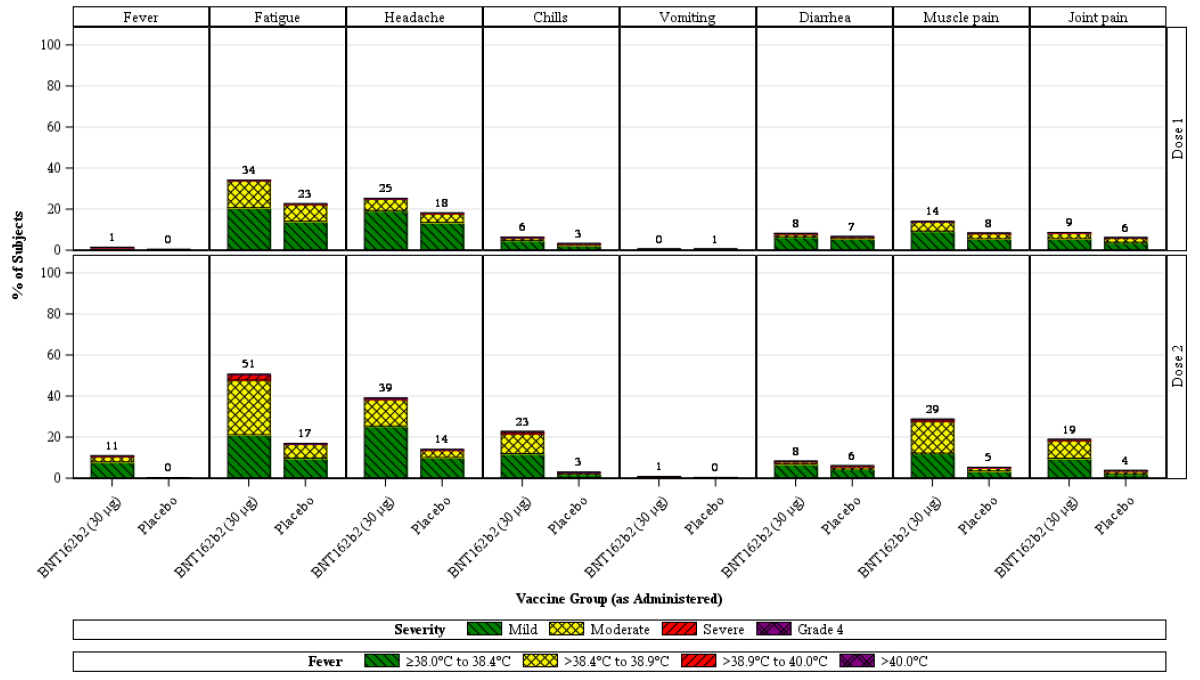 Fever Fatigue Headache Chills Vomiting Diarrhea Muscle pain Joint pain
100
80
60
40
20
0
34 23 25 18 6 3 0 1 8 7 14 8 9 6
1 0
Dose 1
% of Subjects
100
80
60
40
20
0
11 0 51 17 39 14 23 3 1 0 8 6 29 5 19 4
Dose 2
BNT162b2 (30 µg) Placebo BNT162b2 (30 µg) Placebo BNT162b2 (30 µg) Placebo BNT162b2 (30 µg) Placebo BNT162b2 (30 µg) Placebo BNT162b2 (30 µg) Placebo BNT162b2 (30 µg) Placebo BNT162b2 (30 µg) Placebo
Vaccine Group (as Administered)
Severity Mild Moderate Severe Grade 4
Fever ≥38.0°C to 38.4°C >38.4°C to 38.9°C >38.9°C to 40.0°C >40.0°C